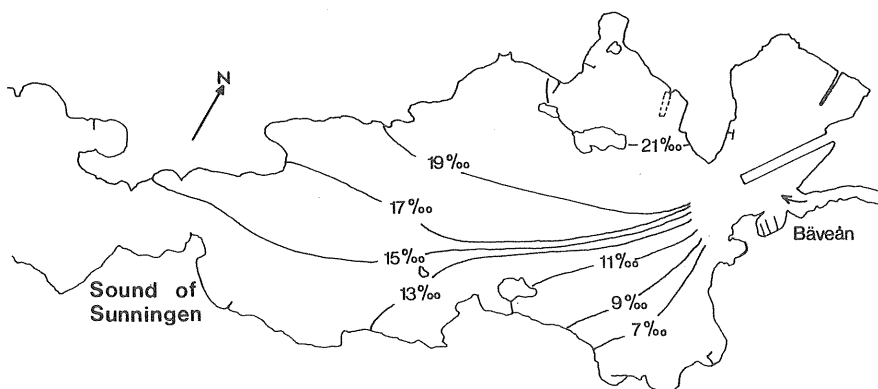 N
21‰
19‰
17‰
Bäveån
15‰
11‰
Sound of
Sunningen
13‰
9‰
7‰